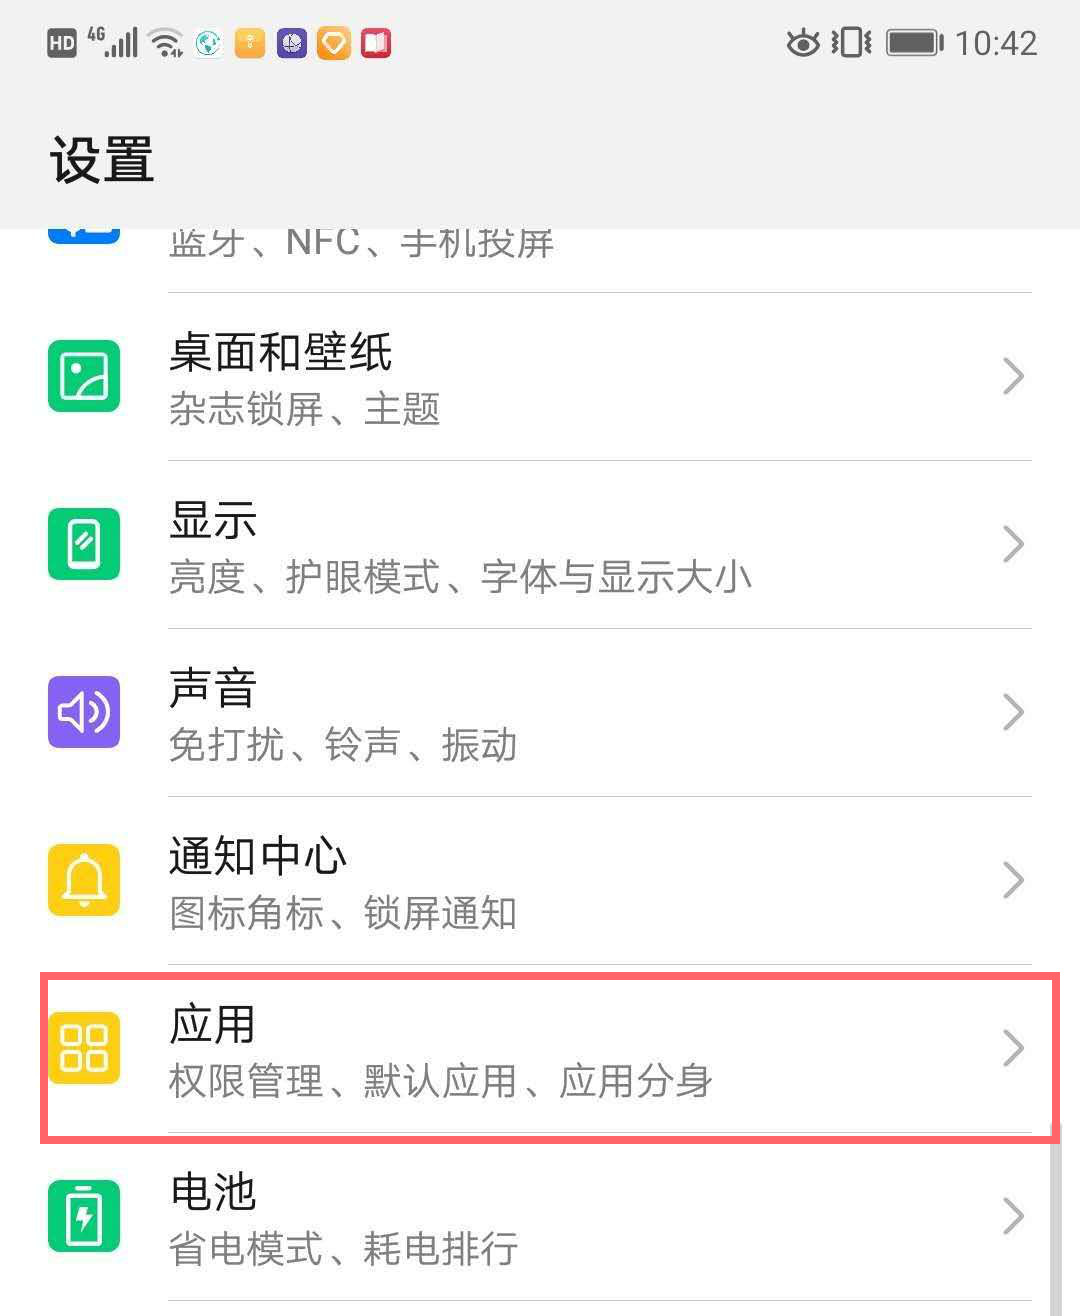 HD 4G 10:42
设置
蓝牙、NFC、手机投屏
桌面和壁纸
杂志锁屏、主题
显示
亮度、护眼模式、字体与显示大小
声音
免打扰、铃声、振动
通知中心
图标角标、锁屏通知
应用
权限管理、默认应用、应用分身
电池
省电模式、耗电排行